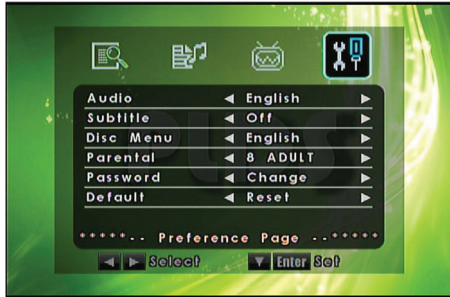 Audio ◀ English ▶
Subtitle ◀ Off ▶
Disc Menu ◀ English ▶
Parental ◀ 8 ADULT ▶
Password ◀ Change ▶
Default ◀ Reset ▶
*****-- Preference Page --*****
◀ ▶ Select ▼ Enter Set